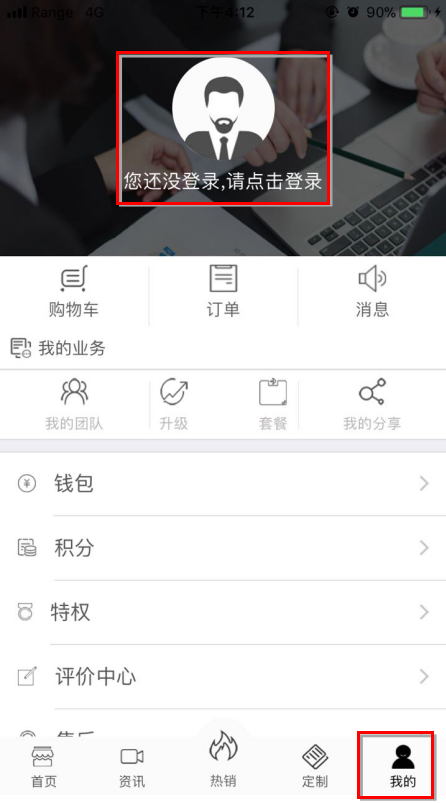 Range 4G 下午4:12 90%
您还没登录,请点击登录
购物车 订单 消息
我的业务
我的团队 升级 套餐 我的分享
钱包
积分
特权
评价中心
首页 资讯 热销 定制 我的